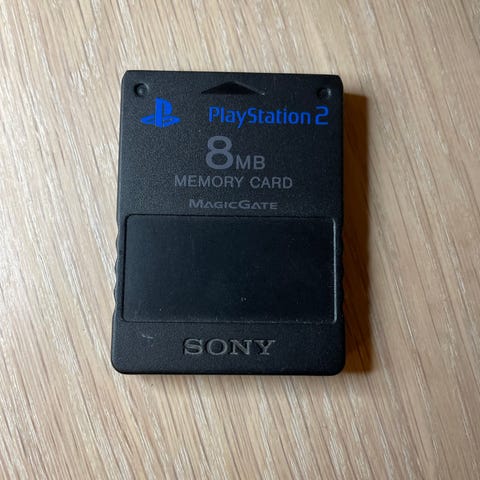 PlayStation 2
8MB
MEMORY CARD
MAGICGATE
SONY